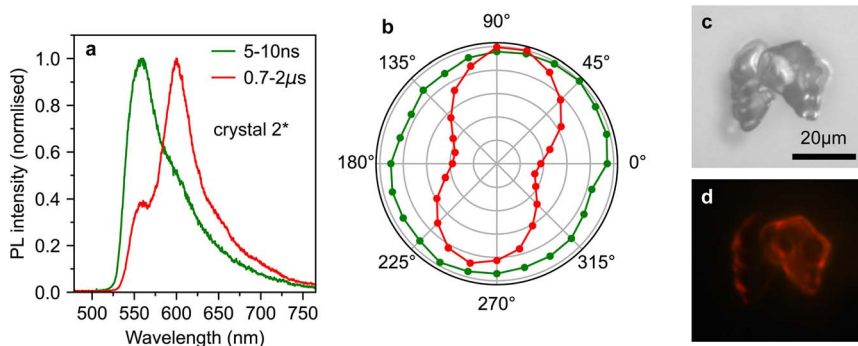 a
5-10ns
0.7-2μs
crystal 2*
PL intensity (normlised)
1.0
0.8
0.6
0.4
0.2
0.0
500 550 600 650 700 750
Wavelength (nm)
b
90°
135° 45°
180° 0°
225° 315°
270°
c
20μm
d